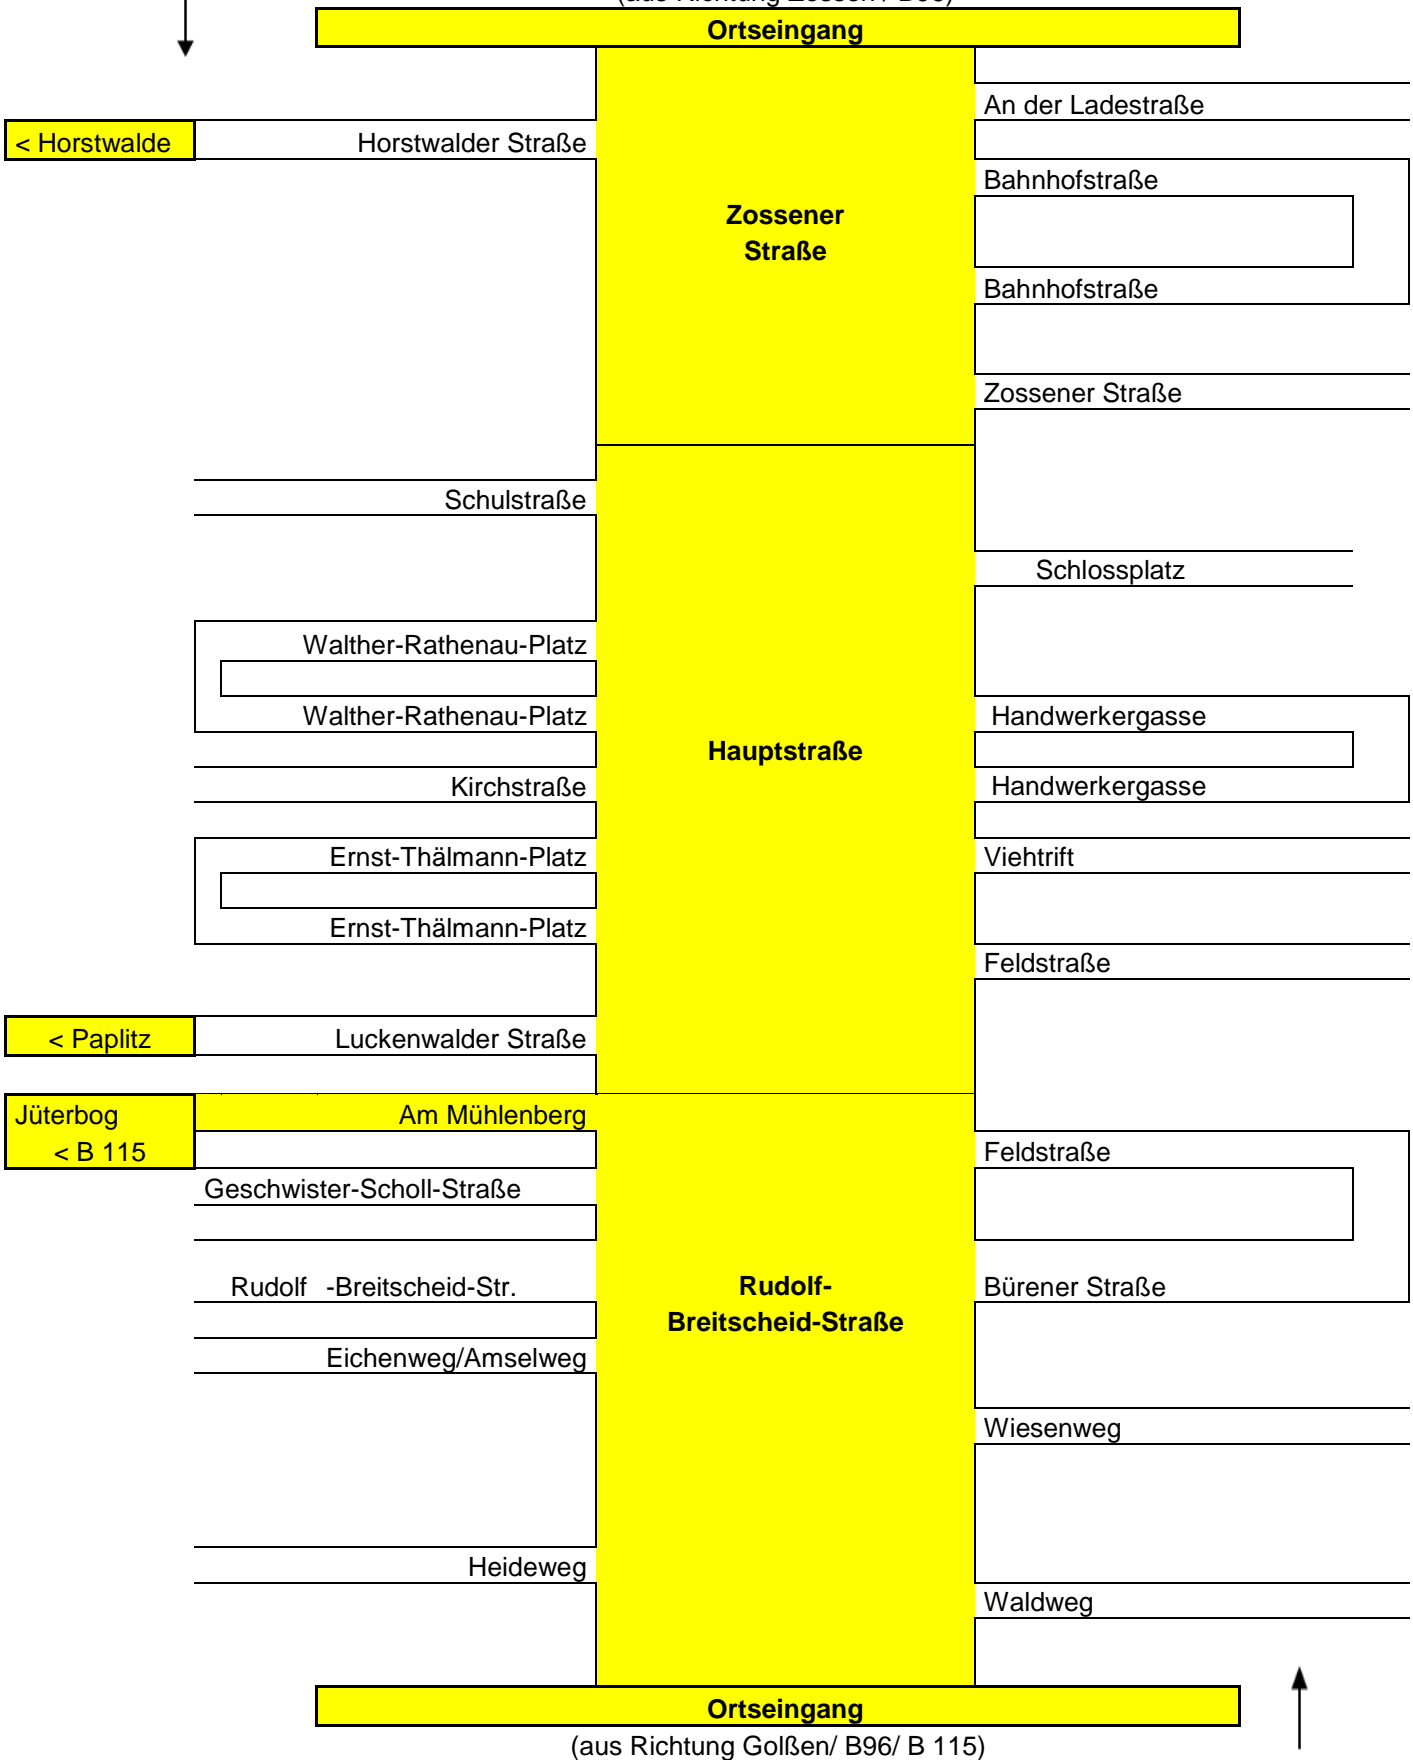 Ortseingang
An der Ladestraße
< Horstwalde
Horstwalder Straße
Bahnhofstraße
Zossener
Straße
Bahnhofstraße
Zossener Straße
Schulstraße
Schlossplatz
Walther-Rathenau-Platz
Walther-Rathenau-Platz
Handwerkergasse
Hauptstraße
Kirchstraße
Handwerkergasse
Ernst-Thälmann-Platz
Viehtrift
Ernst-Thälmann-Platz
Feldstraße
< Paplitz
Luckenwalder Straße
Jüterbog
< B 115
Am Mühlenberg
Feldstraße
Geschwister-Scholl-Straße
Rudolf -Breitscheid-Str.
Rudolf-
Breitscheid-Straße
Bürener Straße
Eichenweg/Amselweg
Wiesenweg
Heideweg
Waldweg
Ortseingang
(aus Richtung Golßen/ B96/ B 115)